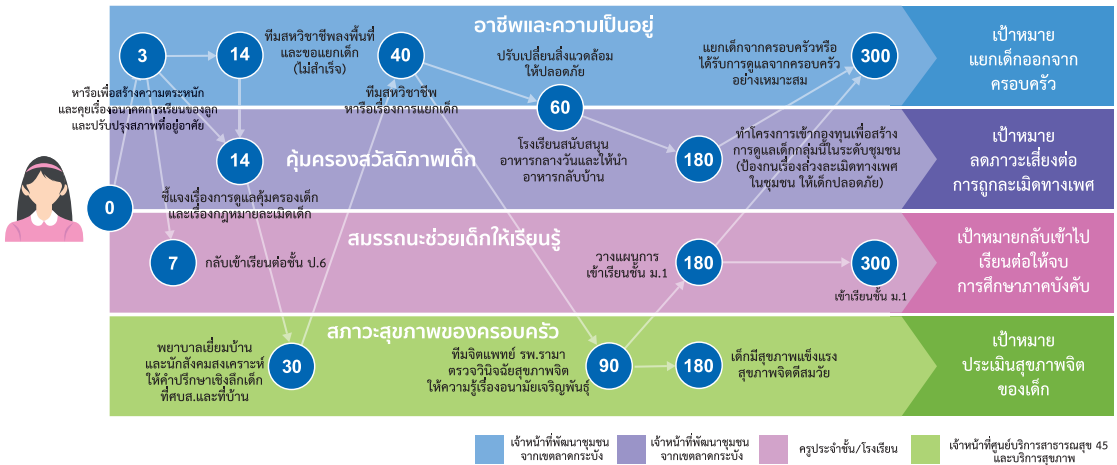 อาชีพและความเป็นอยู่
3
14
ทีมสหวิชาชีพลงพื้นที่
และขอแยกเด็ก
(ไม่สำเร็จ)
40
ปรับเปลี่ยนสิ่งแวดล้อม
ให้ปลอดภัย
แยกเด็กจากครอบครัวหรือ
ได้รับการดูแลจากครอบครัว
อย่างเหมาะสม
300
เป้าหมาย
แยกเด็กออกจาก
ครอบครัว
หารือเพื่อสร้างความตระหนัก
และคุยเรื่องอนาคตการเรียนของลูก
และปรับปรุงสภาพที่อยู่อาศัย
ทีมสหวิชาชีพ
หารือเรื่องการแยกเด็ก
60
คุ้มครองสวัสดิภาพเด็ก
14
โรงเรียนสนับสนุน
อาหารกลางวันและให้นำ
อาหารกลับบ้าน
180
ทำโครงการเข้ากองทุนเพื่อสร้าง
การดูแลเด็กกลุ่มนี้ในระดับชุมชน
(ป้องกันเรื่องล่วงละเมิดทางเพศ
ในชุมชน ให้เด็กปลอดภัย)
เป้าหมาย
ลดภาวะเสี่ยงต่อ
การถูกละเมิดทางเพศ
0
ชี้แจงเรื่องการดูแลคุ้มครองเด็ก
และเรื่องกฎหมายละเมิดเด็ก
สมรรถนะช่วยเด็กให้เรียนรู้
7
กลับเข้าเรียนต่อชั้น ป.6
วางแผนการ
เข้าเรียนชั้น ม.1
180
300
เข้าเรียนชั้น ม.1
เป้าหมายกลับเข้าไป
เรียนต่อให้จบ
การศึกษาภาคบังคับ
สภาวะสุขภาพของครอบครัว
พยาบาลเยี่ยมบ้าน
และนักสังคมสงเคราะห์
ให้คำปรึกษาเชิงลึกเด็ก
ที่ศบส.และที่บ้าน
30
ทีมจิตแพทย์ รพ.รามา
ตรวจวินิจฉัยสุขภาพจิต
ให้ความรู้เรื่องอนามัยเจริญพันธุ์
90
180
เด็กมีสุขภาพแข็งแรง
สุขภาพจิตดีสมวัย
เป้าหมาย
ประเมินสุขภาพจิต
ของเด็ก
เจ้าหน้าที่พัฒนาชุมชน
จากเขตลาดกระบัง
เจ้าหน้าที่พัฒนาชุมชน
จากเขตลาดกระบัง
ครูประจำชั้น/โรงเรียน
เจ้าหน้าที่ศูนย์บริการสาธารณสุข 45
และบริการสุขภาพ